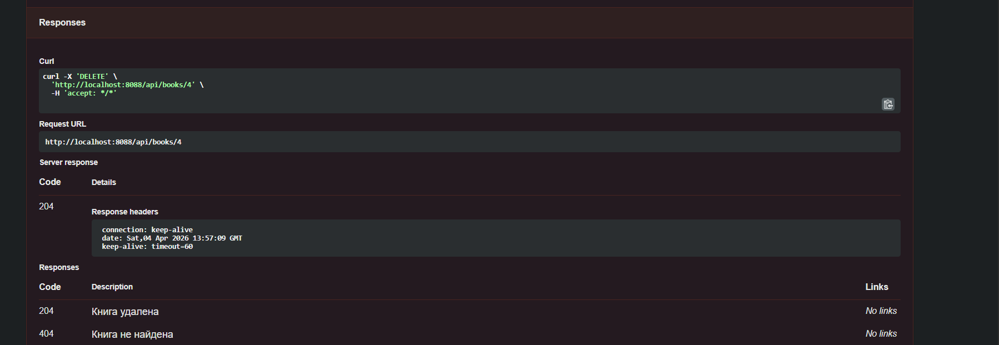 Responses
Curl
curl -X 'DELETE' \
'http://localhost:8088/api/books/4' \
-H 'accept: */*'
Request URL
http://localhost:8088/api/books/4
Server response
Code Details
204
Response headers
connection: keep-alive
date: Sat,04 Apr 2026 13:57:09 GMT
keep-alive: timeout=60
Responses
Code Description Links
204 Книга удалена No links
404 Книга не найдена No links